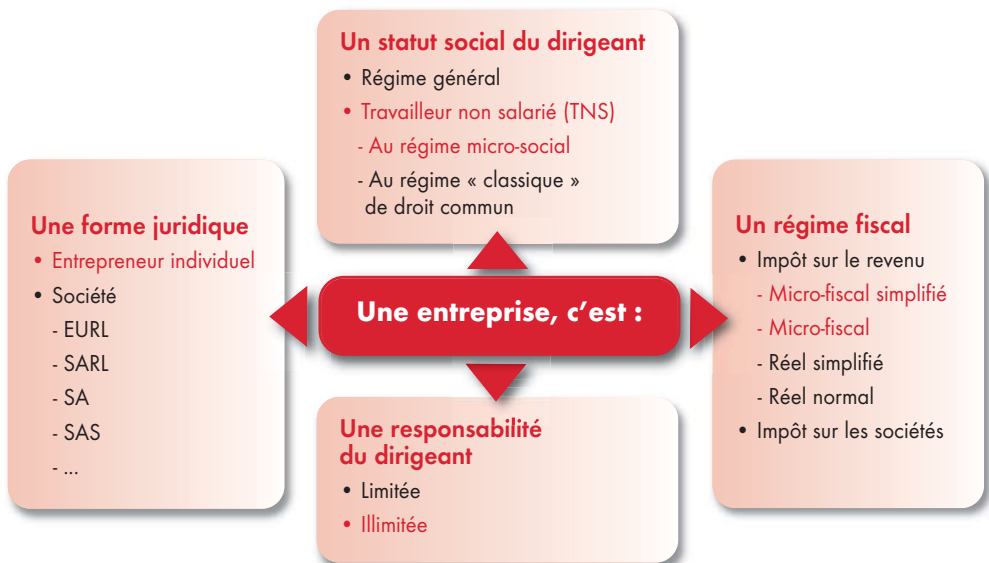 Un statut social du dirigeant
• Régime général
• Travailleur non salarié (TNS)
- Au régime micro-social
- Au régime « classique »
de droit commun
Une forme juridique
• Entrepreneur individuel
• Société
- EURL
- SARL
- SA
- SAS
- ...
Une entreprise, c’est :
Un régime fiscal
• Impôt sur le revenu
- Micro-fiscal simplifié
- Micro-fiscal
- Réel simplifié
- Réel normal
• Impôt sur les sociétés
Une responsabilité
du dirigeant
• Limitée
• Illimitée